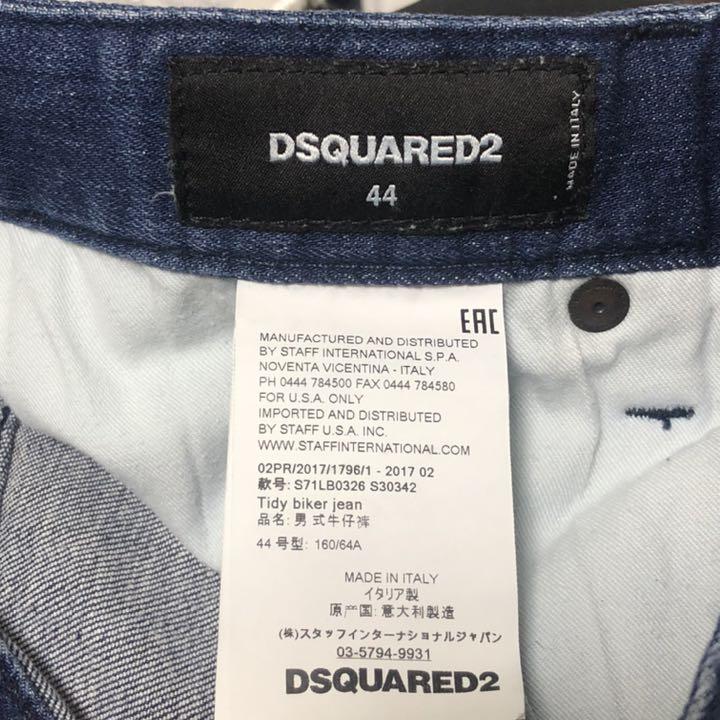 DSQUARED2
44
MADE IN ITALY
EAC
MANUFACTURED AND DISTRIBUTED
BY STAFF INTERNATIONAL S.P.A.
NOVENTA VICENTINA - ITALY
PH 0444 784500 FAX 0444 784580
FOR U.S.A. ONLY
IMPORTED AND DISTRIBUTED
BY STAFF U.S.A. INC.
WWW.STAFFINTERNATIONAL.COM
02PR/2017/1796/1 - 2017 02
款号: S71LB0326 S30342
Tidy biker jean
品名: 男 式牛仔裤
44 号型: 160/64A
MADE IN ITALY
イタリア製
原产国: 意大利製造
(株)スタッフインターナショナルジャパン
03-5794-9931
DSQUARED2